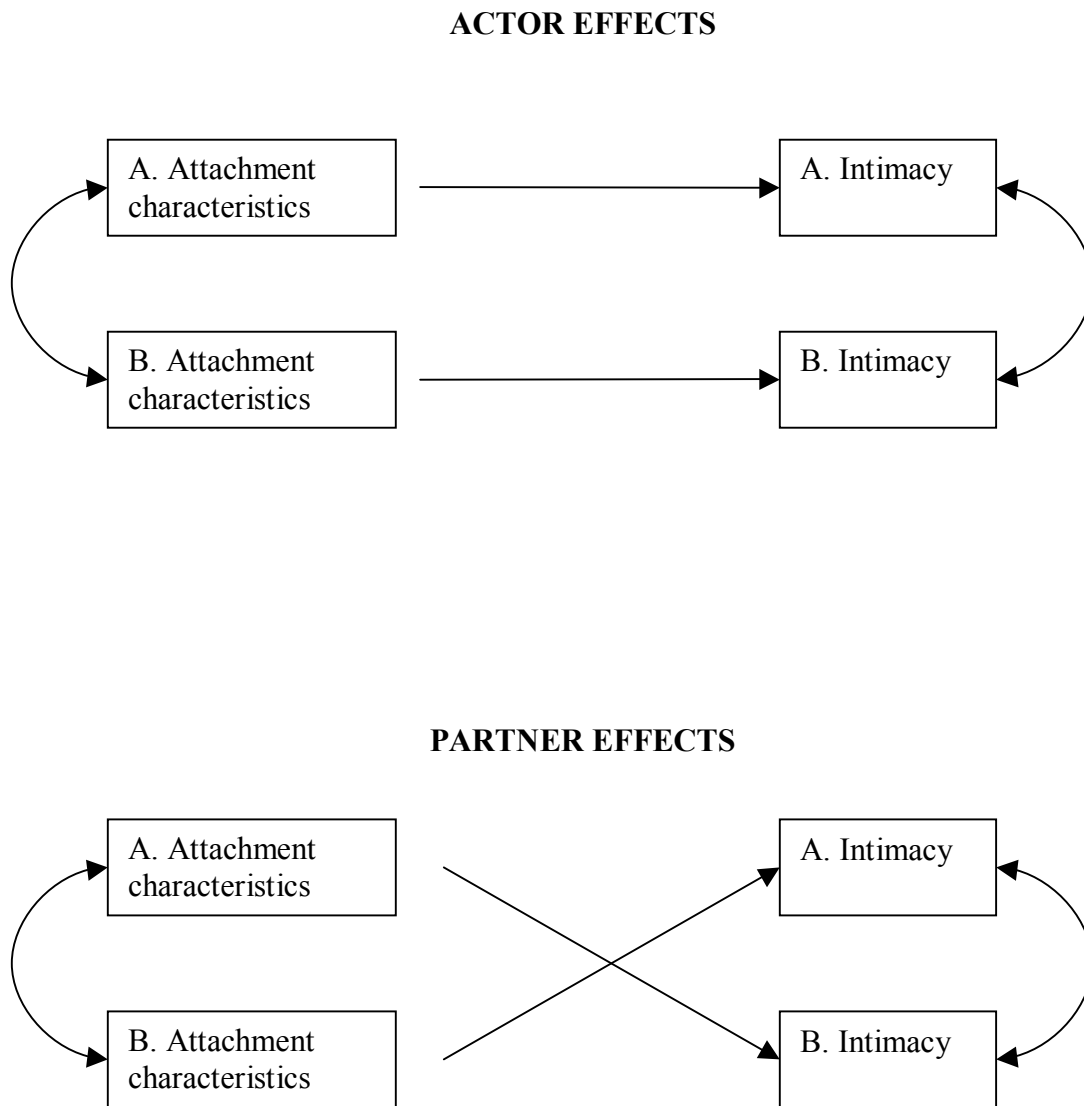 ACTOR EFFECTS
A. Attachment
characteristics
A. Intimacy
B. Attachment
characteristics
B. Intimacy
PARTNER EFFECTS
A. Attachment
characteristics
A. Intimacy
B. Attachment
characteristics
B. Intimacy